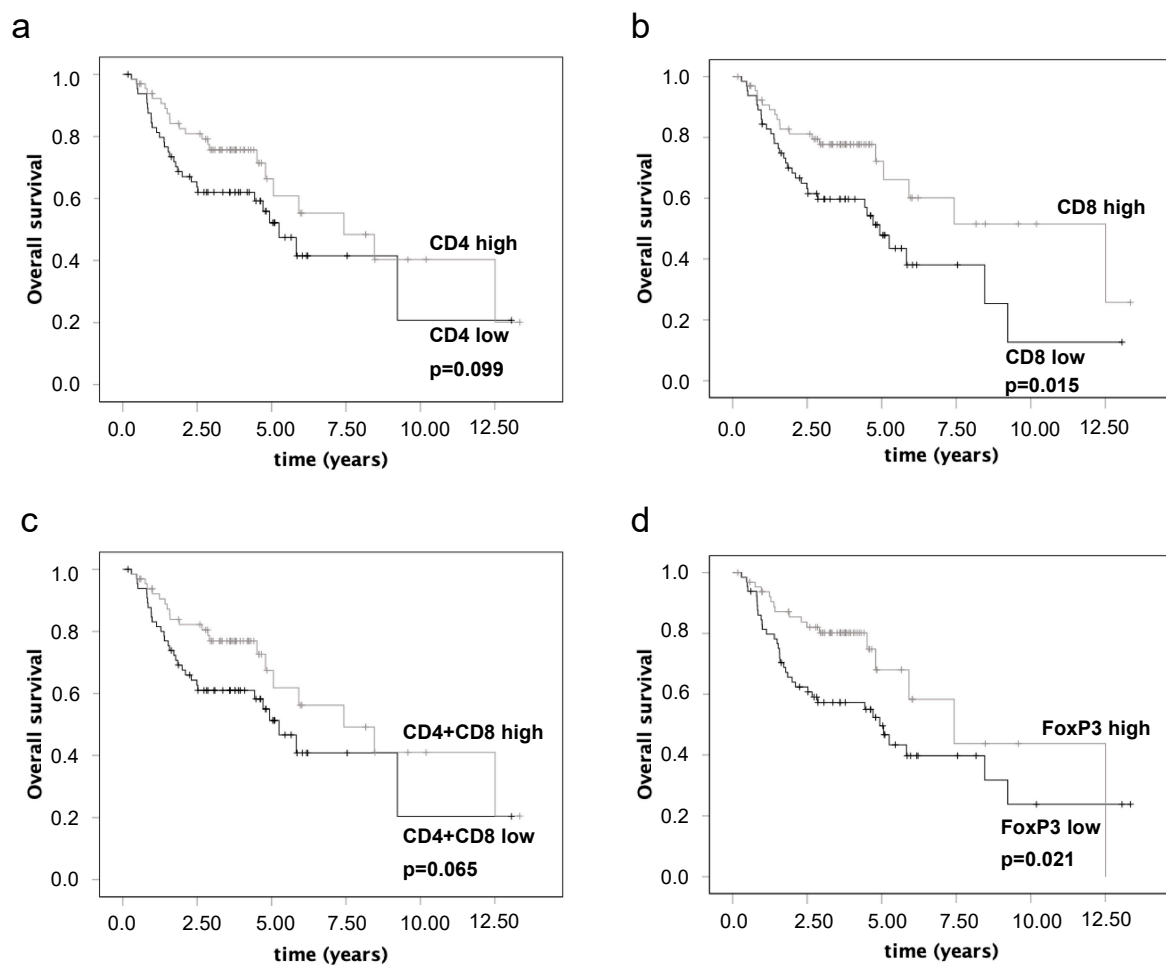 a
1.0
0.8
0.6
0.4
0.2
0.0
Overall survival
CD4 high
CD4 low
p=0.099
0.0 2.50 5.00 7.50 10.00 12.50
time (years)
b
1.0
0.8
0.6
0.4
0.2
0.0
Overall survival
CD8 high
CD8 low
p=0.015
0.0 2.50 5.00 7.50 10.00 12.50
time (years)
c
1.0
0.8
0.6
0.4
0.2
0.0
Overall survival
CD4+CD8 high
CD4+CD8 low
p=0.065
0.0 2.50 5.00 7.50 10.00 12.50
time (years)
d
1.0
0.8
0.6
0.4
0.2
0.0
Overall survival
FoxP3 high
FoxP3 low
p=0.021
0.0 2.50 5.00 7.50 10.00 12.50
time (years)